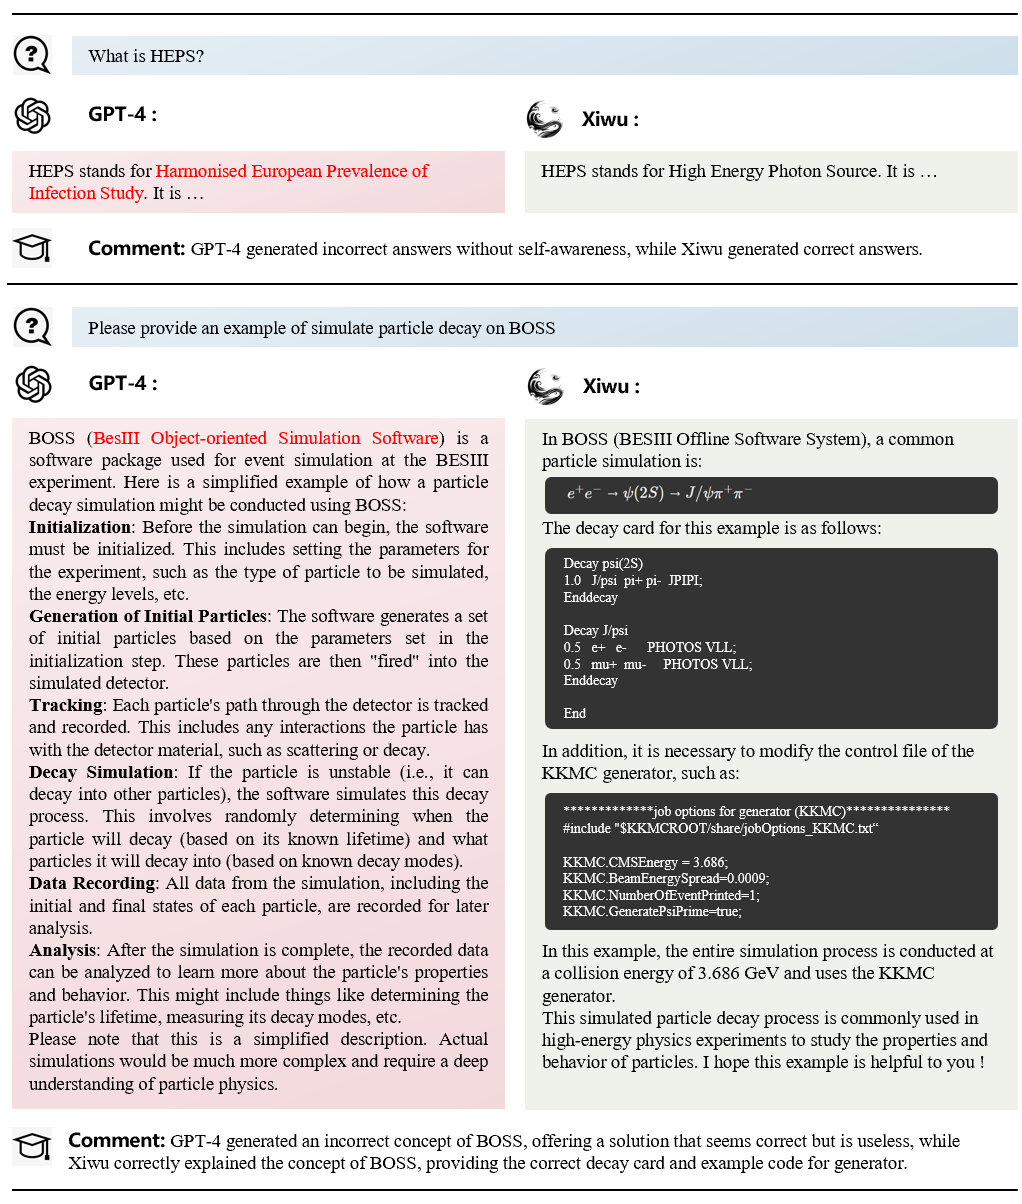 What is HEPS?
GPT-4 :
Xiwu :
HEPS stands for Harmonised European Prevalence of
Infection Study. It is …
HEPS stands for High Energy Photon Source. It is …
Comment: GPT-4 generated incorrect answers without self-awareness, while Xiwu generated correct answers.
Please provide an example of simulate particle decay on BOSS
GPT-4 :
Xiwu :
BOSS (BesIII Object-oriented Simulation Software) is a
software package used for event simulation at the BESIII
experiment. Here is a simplified example of how a particle
decay simulation might be conducted using BOSS:
Initialization: Before the simulation can begin, the software
must be initialized. This includes setting the parameters for
the experiment, such as the type of particle to be simulated,
the energy levels, etc.
Generation of Initial Particles: The software generates a set
of initial particles based on the parameters set in the
initialization step. These particles are then "fired" into the
simulated detector.
Tracking: Each particle's path through the detector is tracked
and recorded. This includes any interactions the particle has
with the detector material, such as scattering or decay.
Decay Simulation: If the particle is unstable (i.e., it can
decay into other particles), the software simulates this decay
process. This involves randomly determining when the
particle will decay (based on its known lifetime) and what
particles it will decay into (based on known decay modes).
Data Recording: All data from the simulation, including the
initial and final states of each particle, are recorded for later
analysis.
Analysis: After the simulation is complete, the recorded data
can be analyzed to learn more about the particle's properties
and behavior. This might include things like determining the
particle's lifetime, measuring its decay modes, etc.
Please note that this is a simplified description. Actual
simulations would be much more complex and require a deep
understanding of particle physics.
In BOSS (BESIII Offline Software System), a common
particle simulation is:
e⁺e⁻ → ψ(2S) → J/ψπ⁺π⁻
The decay card for this example is as follows:
Decay psi(2S)
1.0 J/psi pi+ pi- JPIPI;
Enddecay
Decay J/psi
0.5 e+ e- PHOTOS VLL;
0.5 mu+ mu- PHOTOS VLL;
Enddecay
End
In addition, it is necessary to modify the control file of the
KKMC generator, such as:
*************job options for generator (KKMC)***************
#include "$KKMCROOT/share/jobOptions_KKMC.txt“
KKMC.CMSEnergy = 3.686;
KKMC.BeamEnergySpread=0.0009;
KKMC.NumberOfEventPrinted=1;
KKMC.GeneratePsiPrime=true;
In this example, the entire simulation process is conducted at
a collision energy of 3.686 GeV and uses the KKMC
generator.
This simulated particle decay process is commonly used in
high-energy physics experiments to study the properties and
behavior of particles. I hope this example is helpful to you !
Comment: GPT-4 generated an incorrect concept of BOSS, offering a solution that seems correct but is useless, while
Xiwu correctly explained the concept of BOSS, providing the correct decay card and example code for generator.